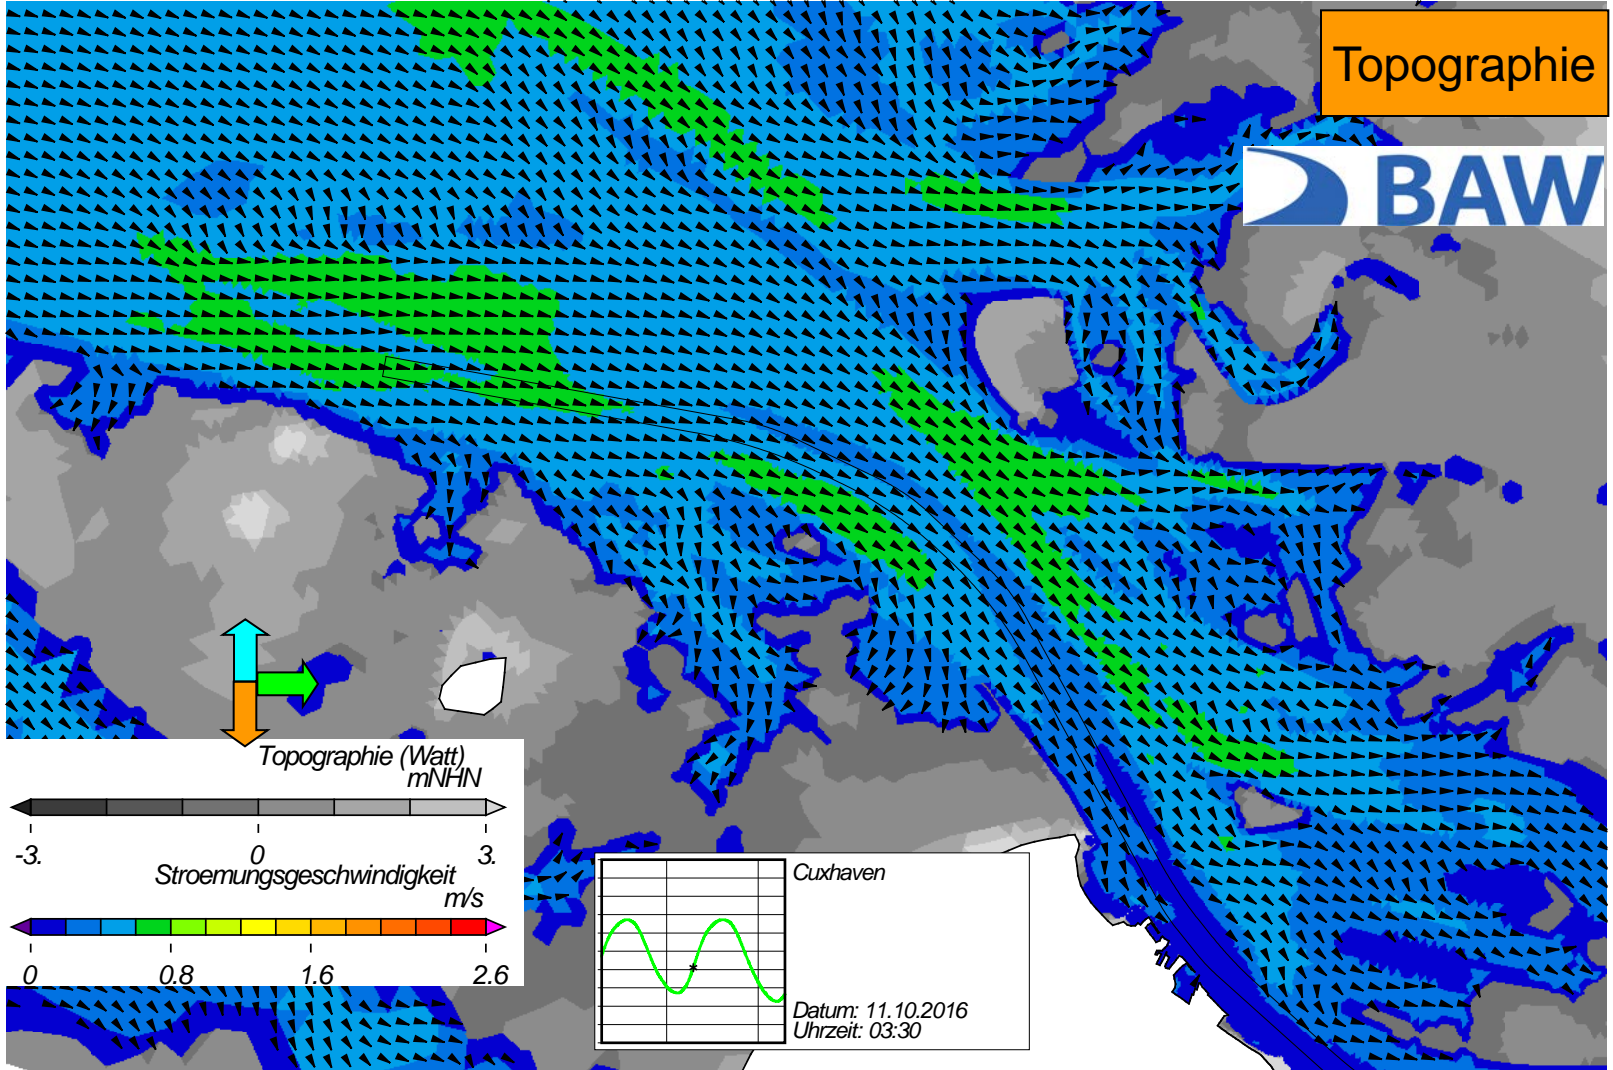 Topographie
BAW
Topographie (Watt)
mNHN
-3. 0 3.
Stroemungsgeschwindigkeit
m/s
0 0.8 1.6 2.6
Cuxhaven
Datum: 11.10.2016
Uhrzeit: 03:30